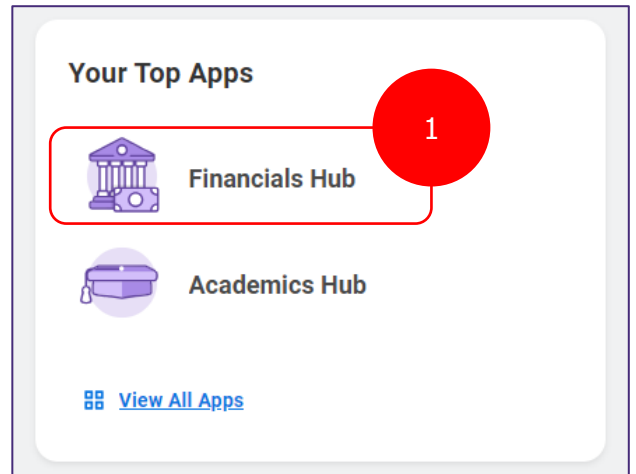 Your Top Apps
1
Financials Hub
Academics Hub
View All Apps